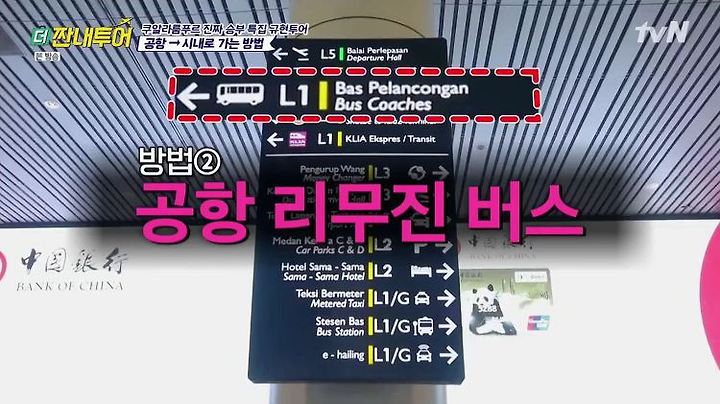 더 짠내투어
본 방송
쿠알라룸푸르 진짜 승부 특집 규현투어
공항 → 시내로 가는 방법
tvN
L5 Balai Perlepasan
Departure Hall
← L1 Bas Pelancongan
Bus Coaches
← L1 KLIA Ekspres / Transit
방법②
공항 리무진 버스
Pengurup Wang L3
Money Changer
Medan C & D L2
Car Parks C & D
Hotel Sama - Sama L2
Sama - Sama Hotel
Teksi Bermeter L1/G →
Metered Taxi
Stesen Bas L1/G →
Bus Station
e - hailing L1/G →
中国银行
BANK OF CHINA